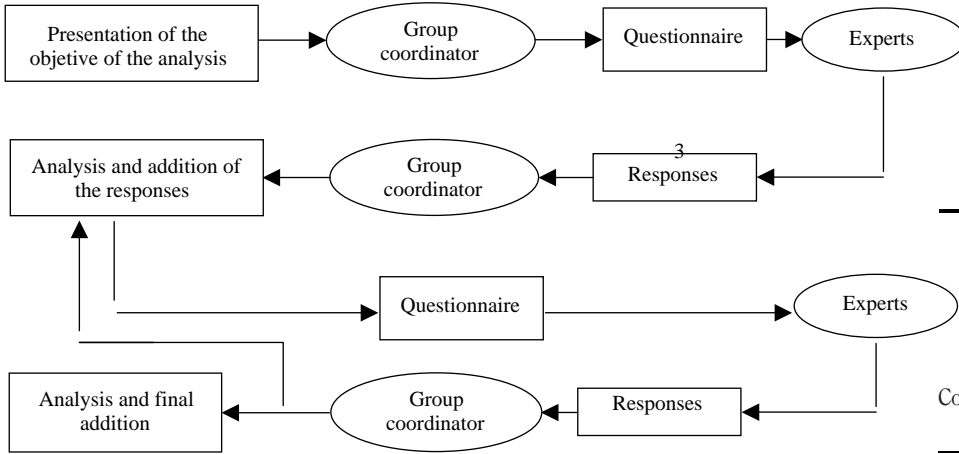 Presentation of the
objetive of the analysis
Group
coordinator
Questionnaire
Experts
Analysis and addition of
the responses
Group
coordinator
3
Responses
Questionnaire
Experts
Analysis and final
addition
Group
coordinator
Responses
Co